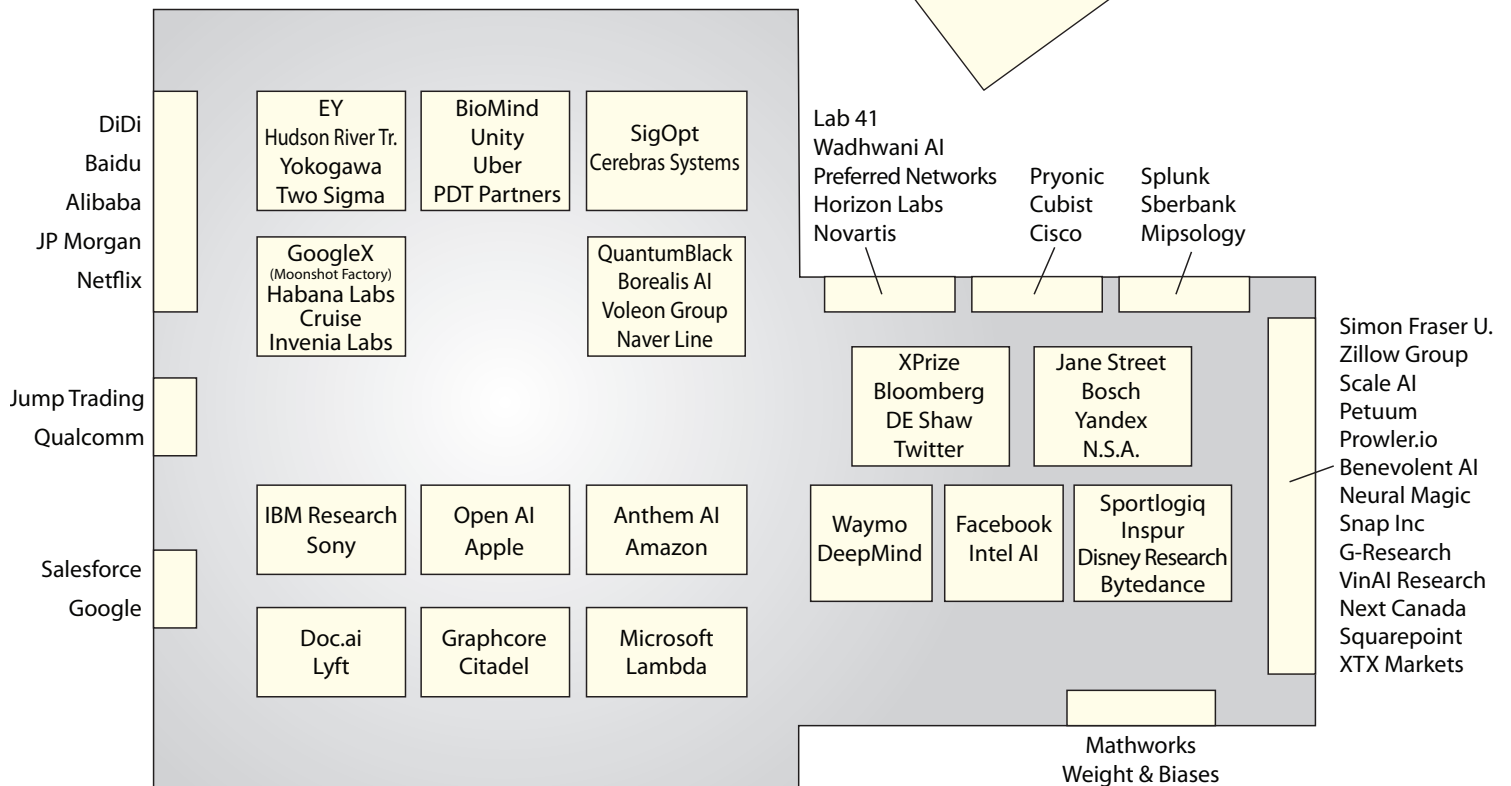 DiDi
Baidu
Alibaba
JP Morgan
Netflix
Jump Trading
Qualcomm
Salesforce
Google
EY
Hudson River Tr.
Yokogawa
Two Sigma
BioMind
Unity
Uber
PDT Partners
SigOpt
Cerebras Systems
GoogleX
(Moonshot Factory)
Habana Labs
Cruise
Invenia Labs
QuantumBlack
Borealis AI
Voleon Group
Naver Line
IBM Research
Sony
Open AI
Apple
Anthem AI
Amazon
Doc.ai
Lyft
Graphcore
Citadel
Microsoft
Lambda
Lab 41
Wadhwani AI
Preferred Networks
Horizon Labs
Novartis
Pryonic
Cubist
Cisco
Splunk
Sberbank
Mipsology
XPrize
Bloomberg
DE Shaw
Twitter
Jane Street
Bosch
Yandex
N.S.A.
Waymo
DeepMind
Facebook
Intel AI
Sportlogiq
Inspur
Disney Research
Bytedance
Simon Fraser U.
Zillow Group
Scale AI
Petuum
Prowler.io
Benevolent AI
Neural Magic
Snap Inc
G-Research
VinAI Research
Next Canada
Squarepoint
XTX Markets
Mathworks
Weight & Biases